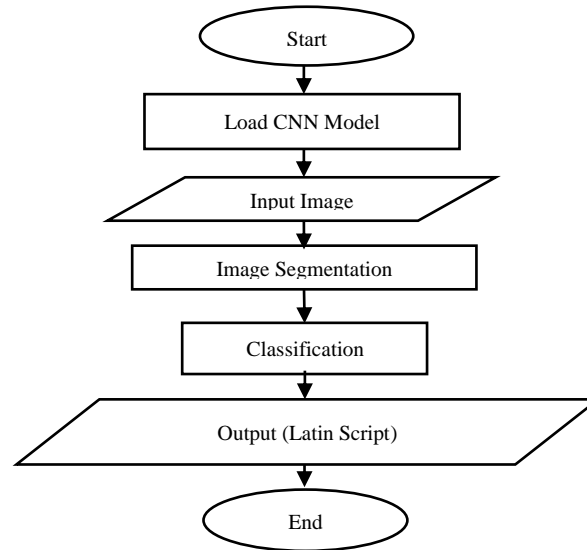 Start
Load CNN Model
Input Image
Image Segmentation
Classification
Output (Latin Script)
End